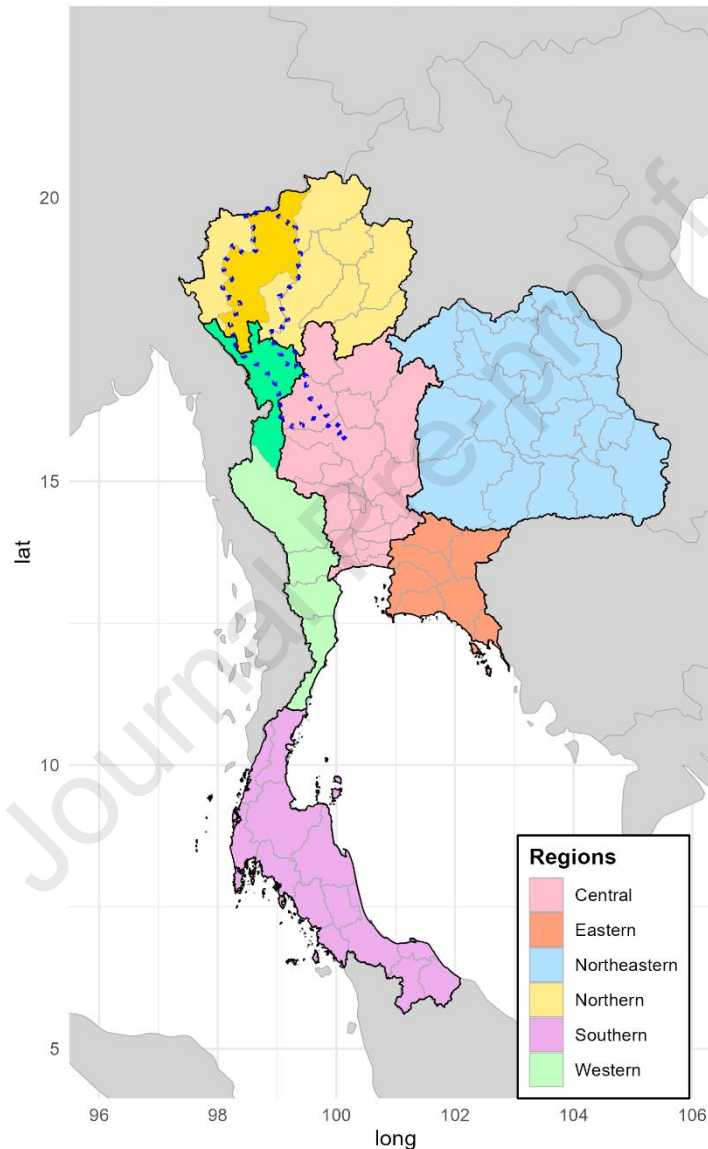 Journal Pre-proof
20
15
10
5
lat
96
98
100
102
104
106
long
Regions
Central
Eastern
Northeastern
Northern
Southern
Western